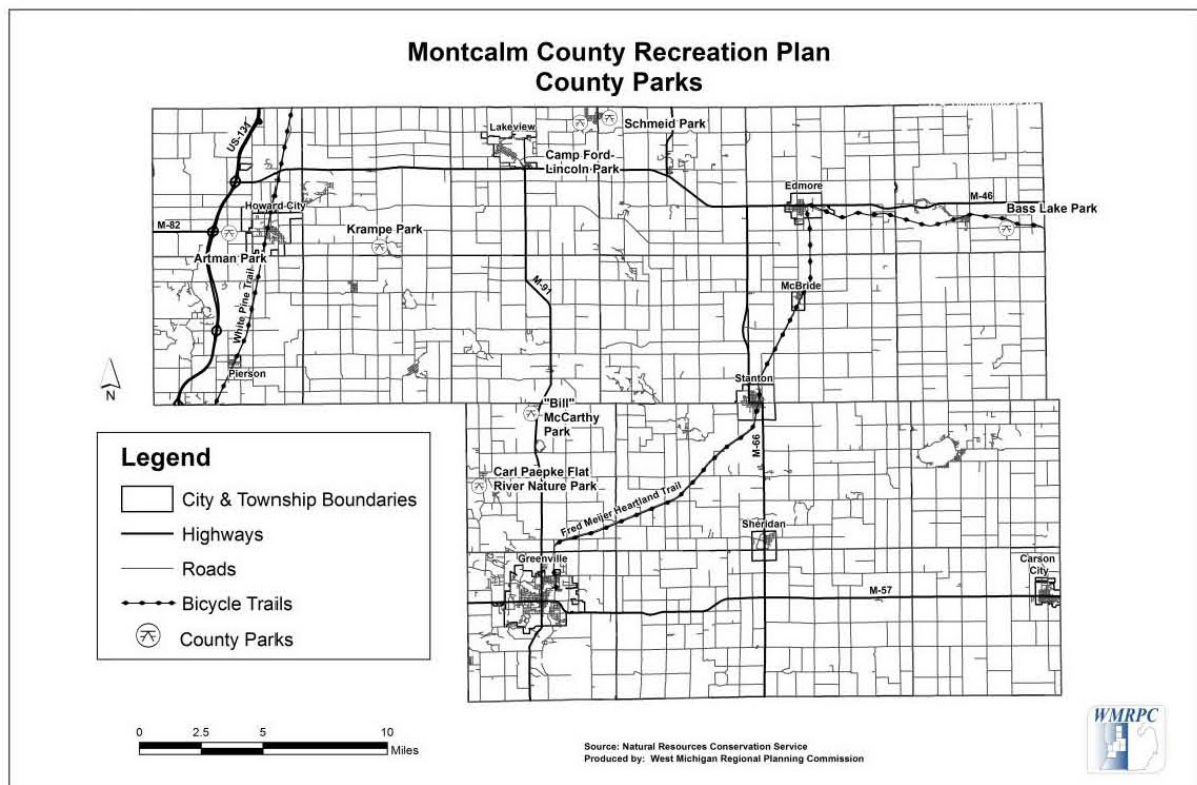 Montcalm County Recreation Plan
County Parks
US-131
Lakeview
Schmeid Park
Camp Ford-
Lincoln Park
Edmore
M-46
Howard City
Bass Lake Park
M-82
Krampe Park
Artman Park
White Pine Trail
M-91
McBride
Pierson
N
Stanton
"Bill"
McCarthy
Park
M-66
Carl Paepke Flat
River Nature Park
Fred Meijer Heartland Trail
Sheridan
Greenville
Carson
City
M-57
Legend
City & Township Boundaries
Highways
Roads
Bicycle Trails
County Parks
0 2.5 5 10
Miles
Source: Natural Resources Conservation Service
Produced by: West Michigan Regional Planning Commission
WMRPC